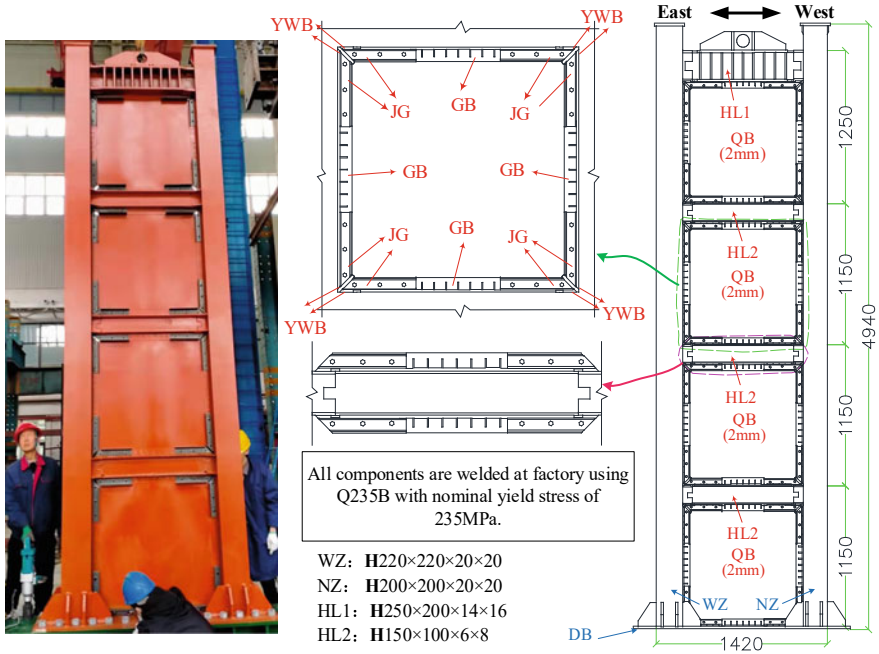 YWB
YWB
JG
GB
JG
GB
GB
JG
GB
JG
YWB
YWB
All components are welded at factory using
Q235B with nominal yield stress of
235MPa.
WZ: H220×220×20×20
NZ: H200×200×20×20
HL1: H250×200×14×16
HL2: H150×100×6×8
East
West
HL1
QB
(2mm)
HL2
QB
(2mm)
HL2
QB
(2mm)
HL2
QB
(2mm)
WZ
NZ
DB
1250
1150
1150
1150
4940
1420